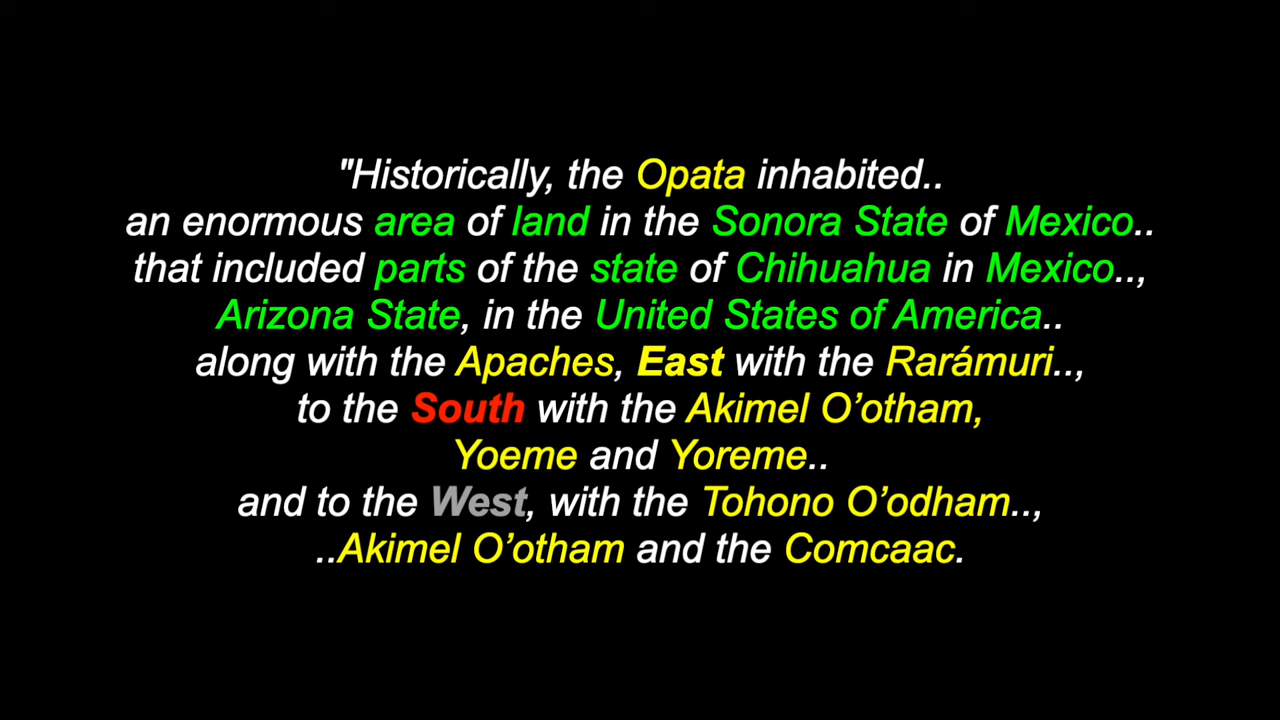 "Historically, the Opata inhabited..
an enormous area of land in the Sonora State of Mexico..
that included parts of the state of Chihuahua in Mexico..,
Arizona State, in the United States of America..
along with the Apaches, East with the Rarámuri..,
to the South with the Akimel O’otham,
Yoeme and Yoreme..
and to the West, with the Tohono O’odham..,
..Akimel O’otham and the Comcaac.